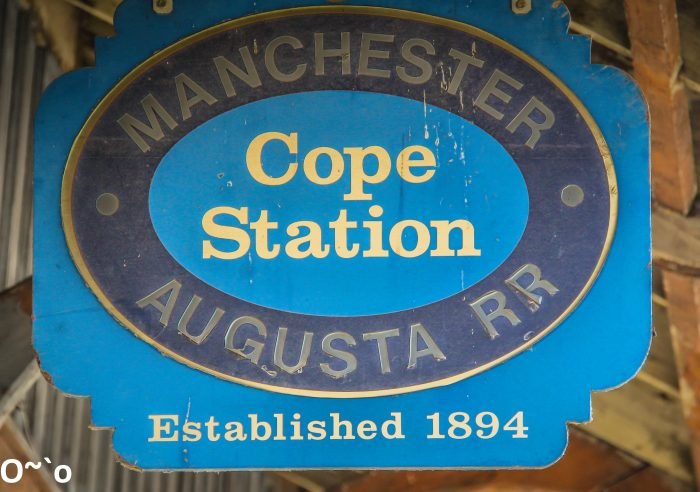 MANCHESTER
Cope
Station
AUGUSTA RR
Established 1894
O~`o